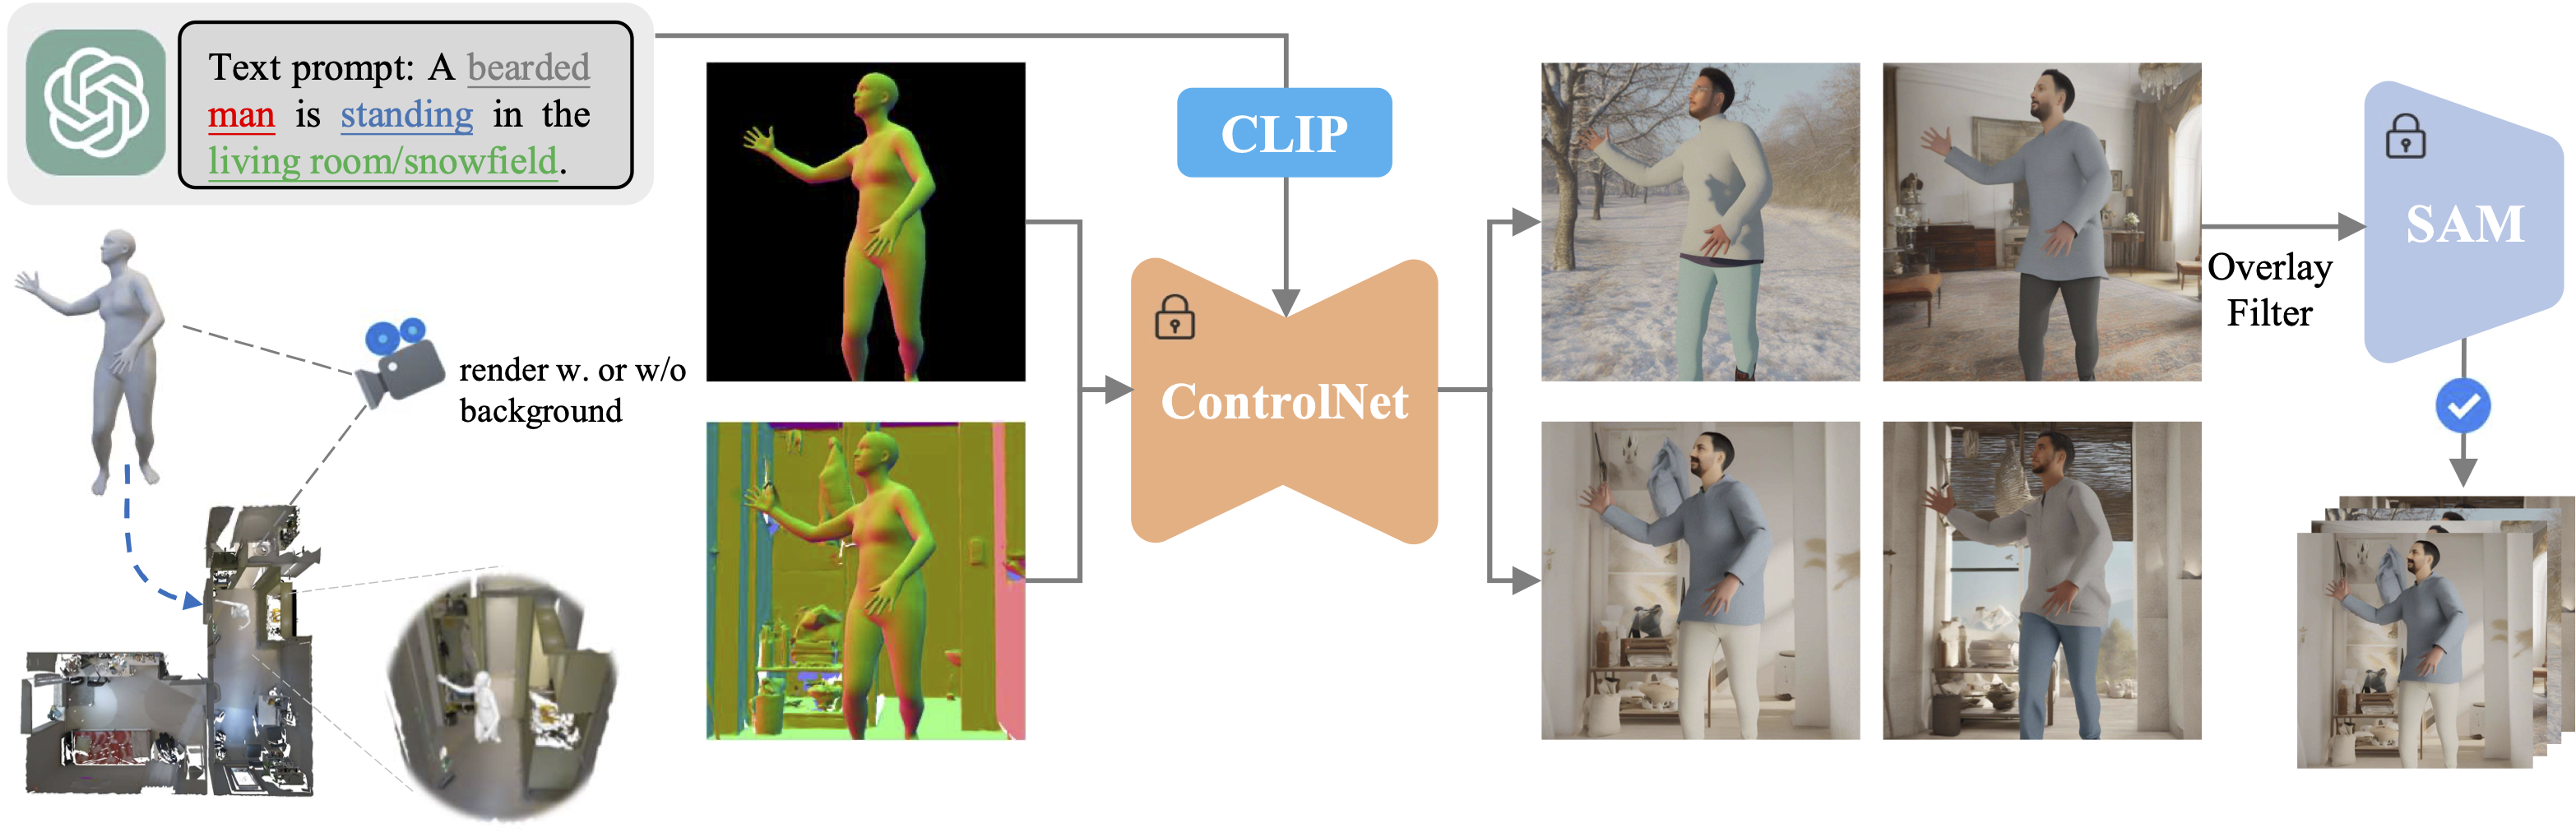 Text prompt: A bearded
man is standing in the
living room/snowfield.
render w. or w/o
background
CLIP
ControlNet
Overlay
Filter
SAM